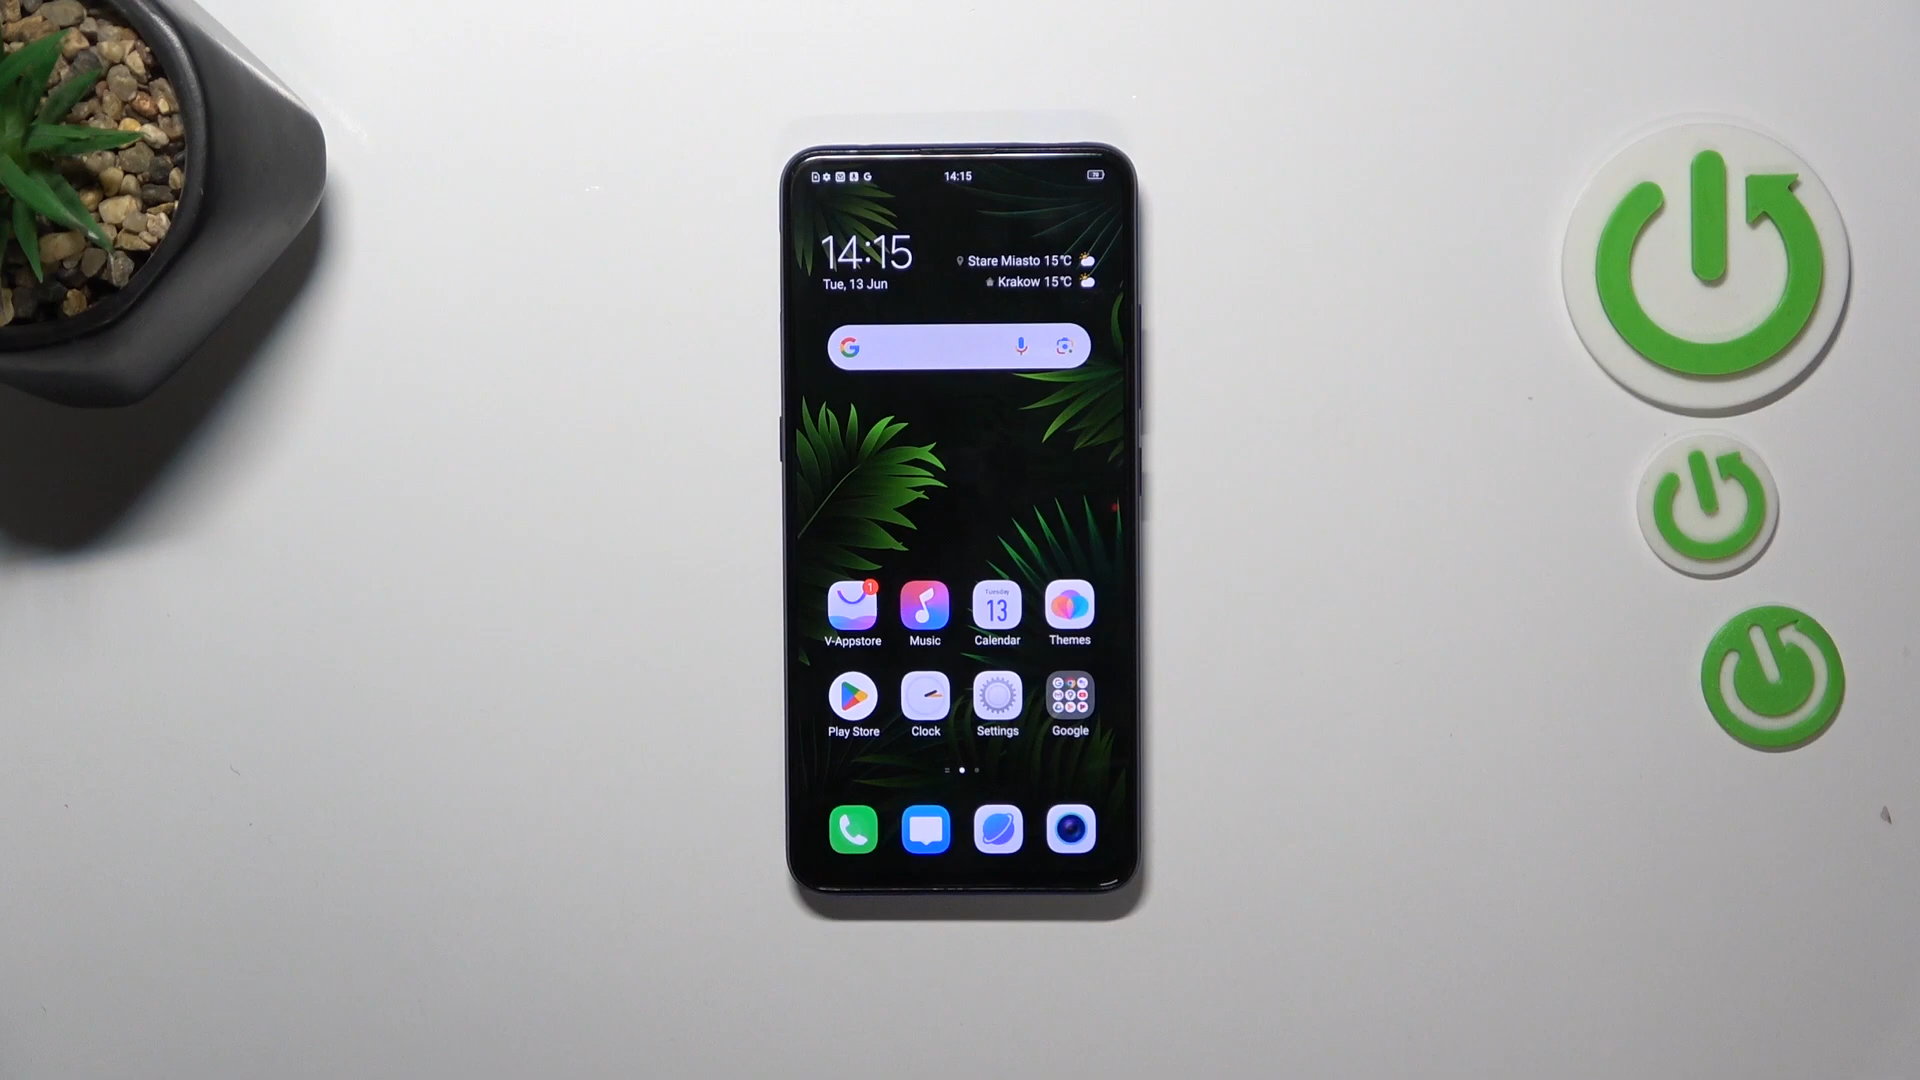 14:15
14:15
Tue, 13 Jun
Stare Miasto 15°C
Krakow 15°C
1
V-Appstore
Music
Tuesday
13
Calendar
Themes
Play Store
Clock
Settings
Google